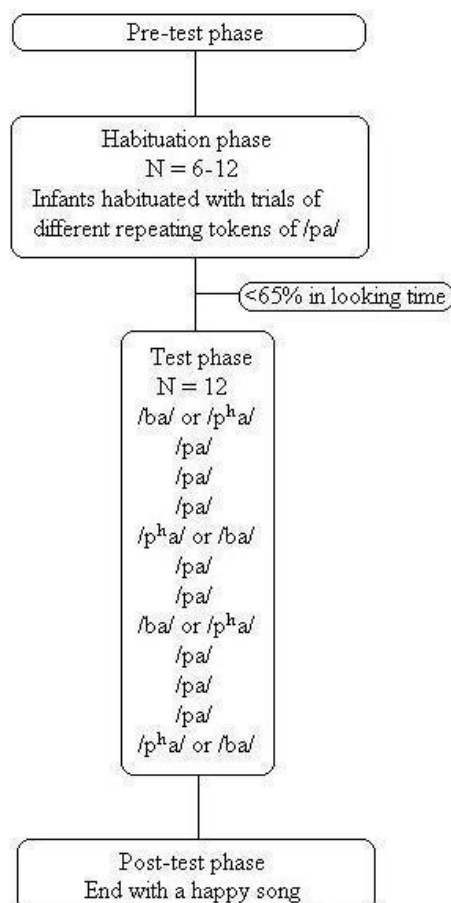 Pre-test phase
Habituation phase
N = 6-12
Infants habituated with trials of
different repeating tokens of /pa/
<65% in looking time
Test phase
N = 12
/ba/ or /pʰa/
/pa/
/pa/
/pa/
/pʰa/ or /ba/
/pa/
/pa/
/ba/ or /pʰa/
/pa/
/pa/
/pa/
/pʰa/ or /ba/
Post-test phase
End with a happy song